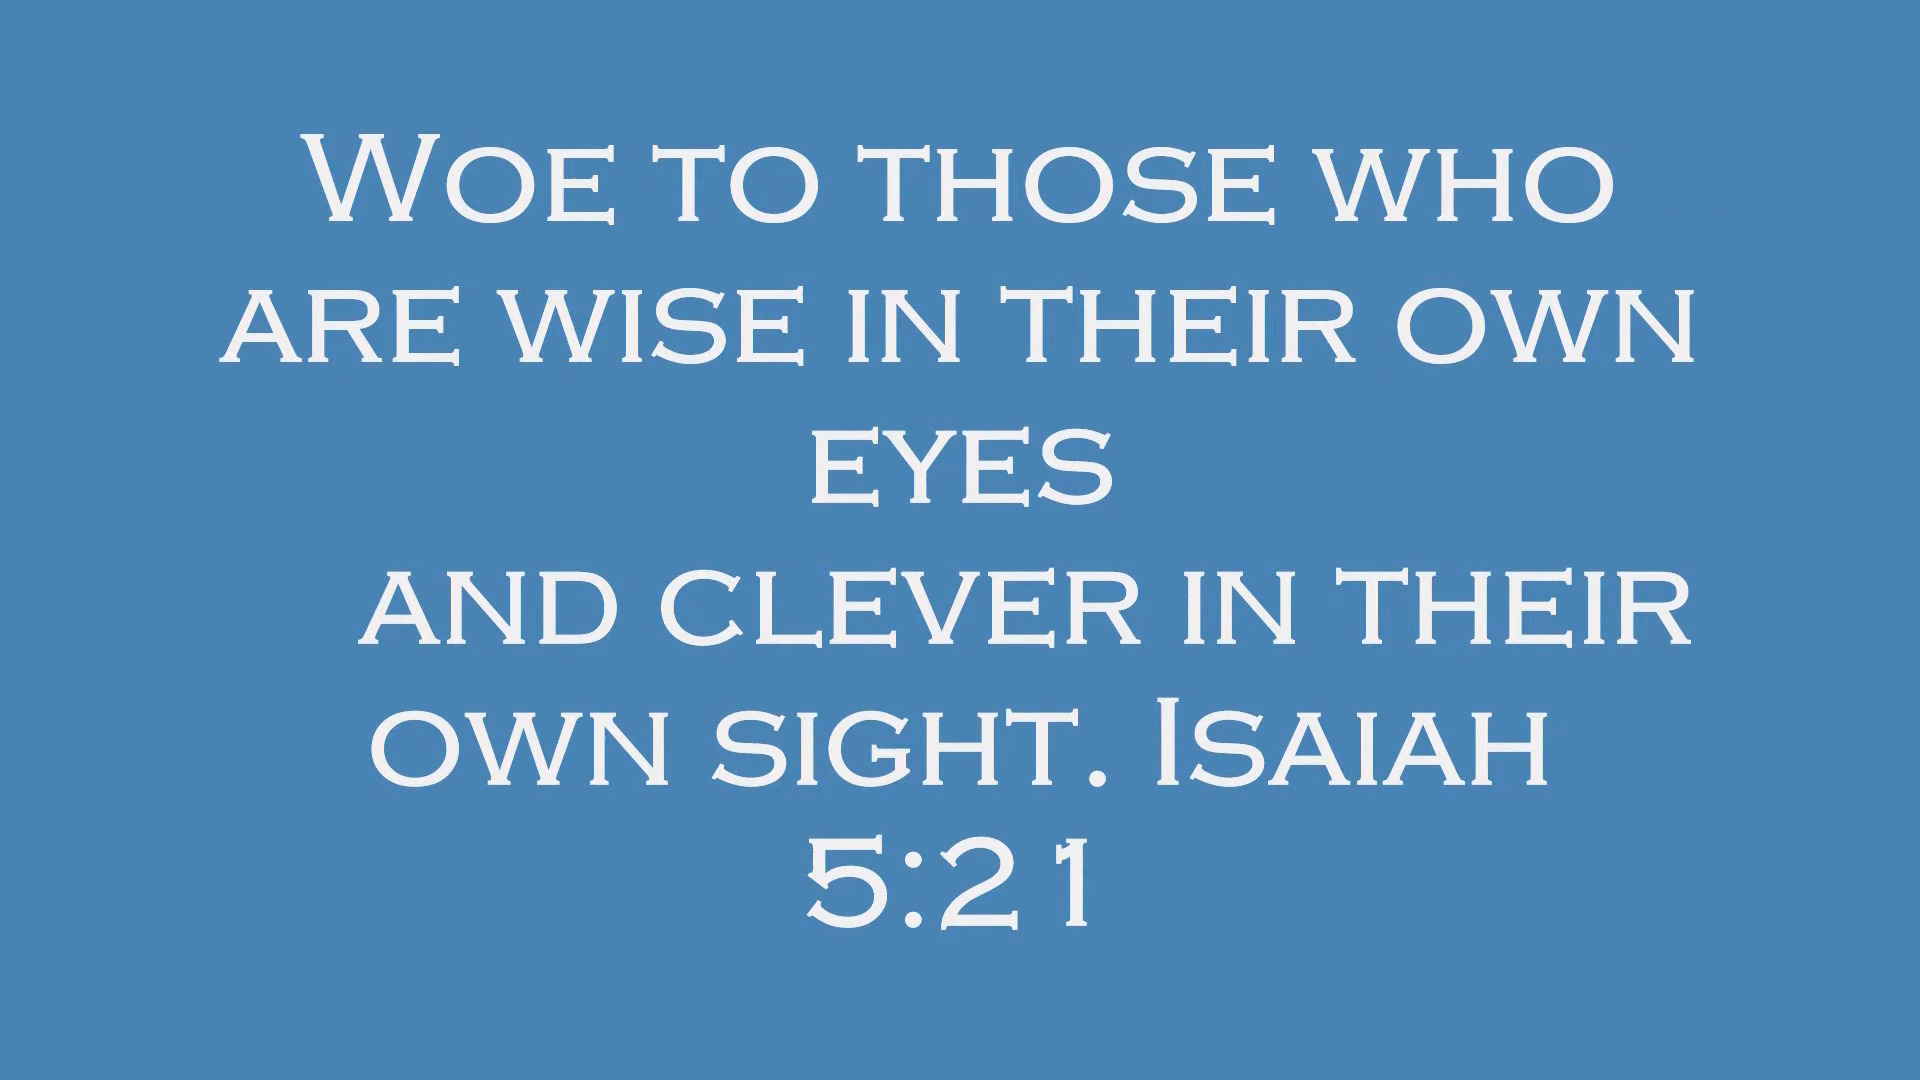 Woe to those who
are wise in their own
eyes
and clever in their
own sight. Isaiah
5:21